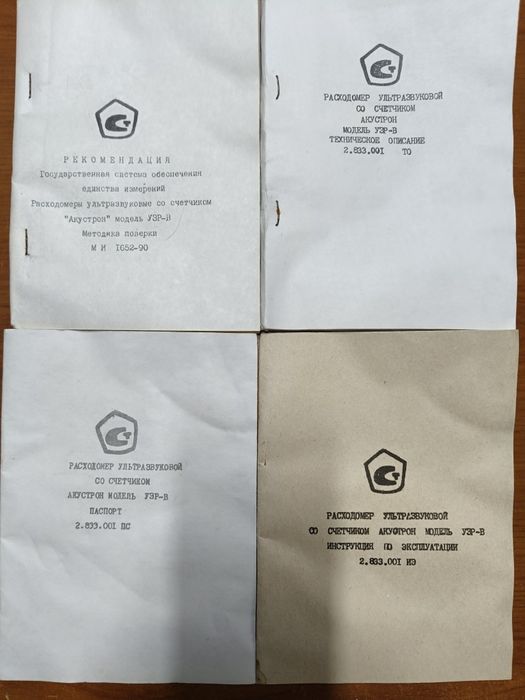 РЕКОМЕНДАЦИЯ
Государственная система обеспечения
единства измерений
Расходомеры ультразвуковые со счетчиком
"Акустрон" модель УЗР-В
Методика поверки
М И 1652-90
РАСХОДОМЕР УЛЬТРАЗВУКОВОЙ
СО СЧЕТЧИКОМ
АКУСТРОН
МОДЕЛЬ УЗР-В
ТЕХНИЧЕСКОЕ ОПИСАНИЕ
2.833.001 ТО
РАСХОДОМЕР УЛЬТРАЗВУКОВОЙ
СО СЧЕТЧИКОМ
АКУСТРОН МОДЕЛЬ УЗР-В
ПАСПОРТ
2.833.001 ПС
РАСХОДОМЕР УЛЬТРАЗВУКОВОЙ
СО СЧЕТЧИКОМ АКУСТРОН МОДЕЛЬ УЗР-В
ИНСТРУКЦИЯ ПО ЭКСПЛУАТАЦИИ
2.833.001 ИЭ